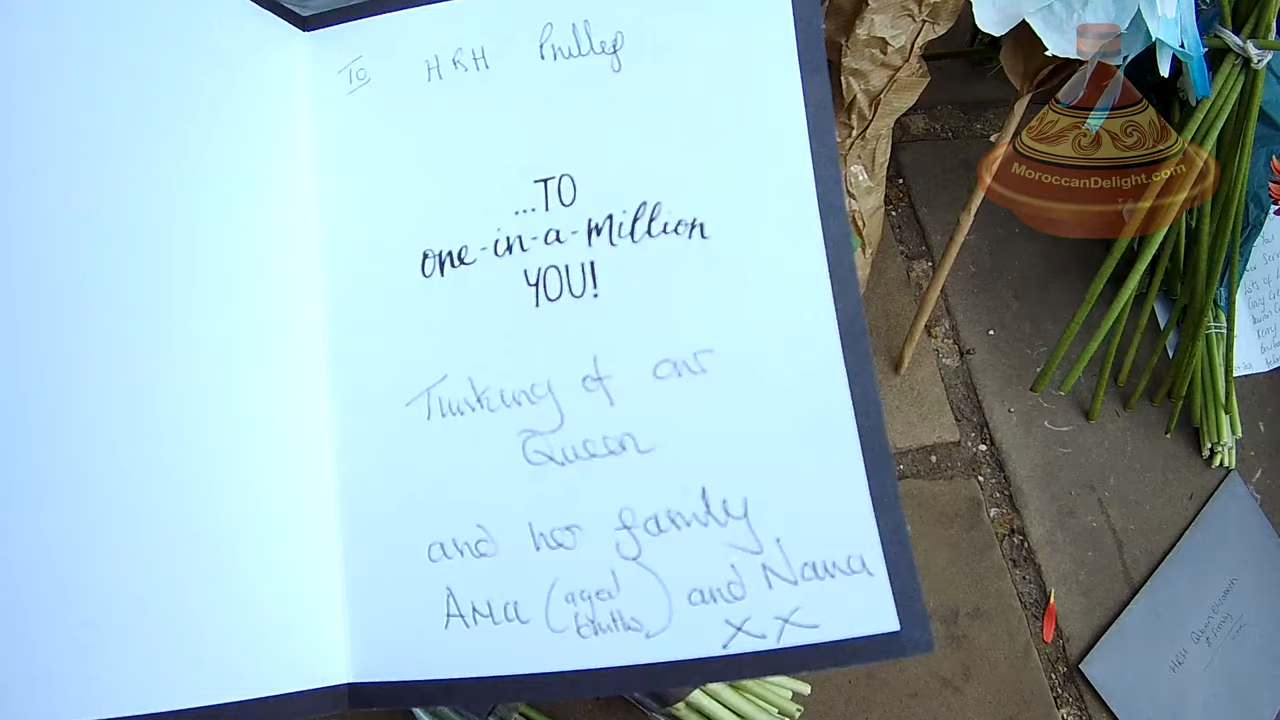 To HRH Phillip
...TO
one-in-a-million
YOU!
Thinking of our
Queen
and her family
Ama (aged
6mths) and Nana
XX
MoroccanDelight.com
HRH Queen Elizabeth
& Family